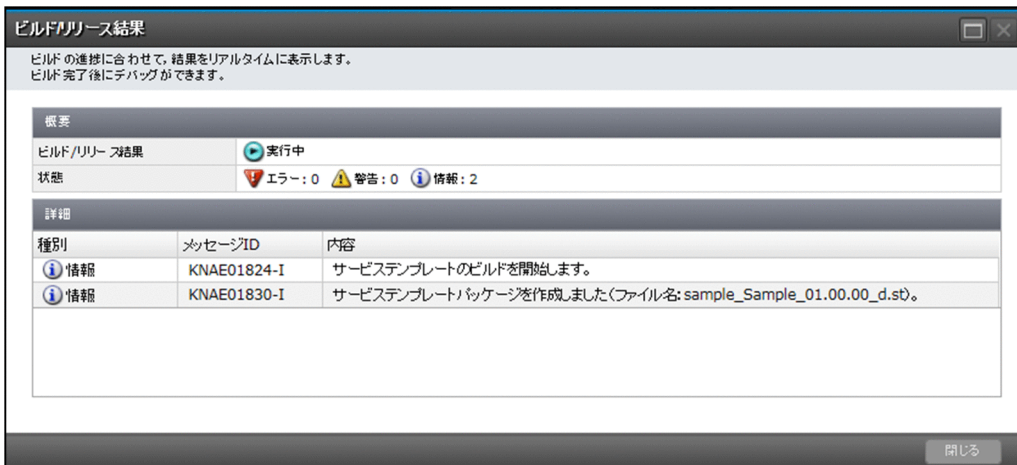 ビルド/リリース結果
ビルドの進捗に合わせて,結果をリアルタイムに表示します。
ビルド完了後にデバッグができます。
概要
ビルド/リリース結果 実行中
状態 エラー:0 警告:0 情報:2
詳細
種別 メッセージID 内容
情報 KNAE01824-I サービステンプレートのビルドを開始します。
情報 KNAE01830-I サービステンプレートパッケージを作成しました(ファイル名:sample_Sample_01.00.00_d.st)。
閉じる